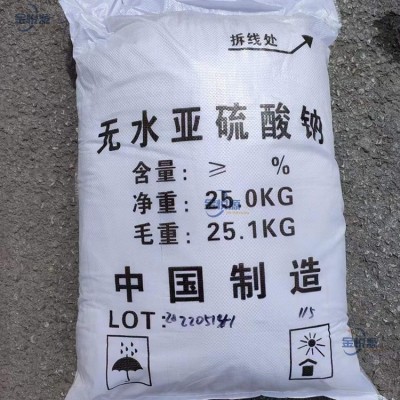 拆线处
无水亚硫酸钠
含量: ≥ %
净重: 25.0KG
毛重: 25.1KG
中国制造
LOT:
115